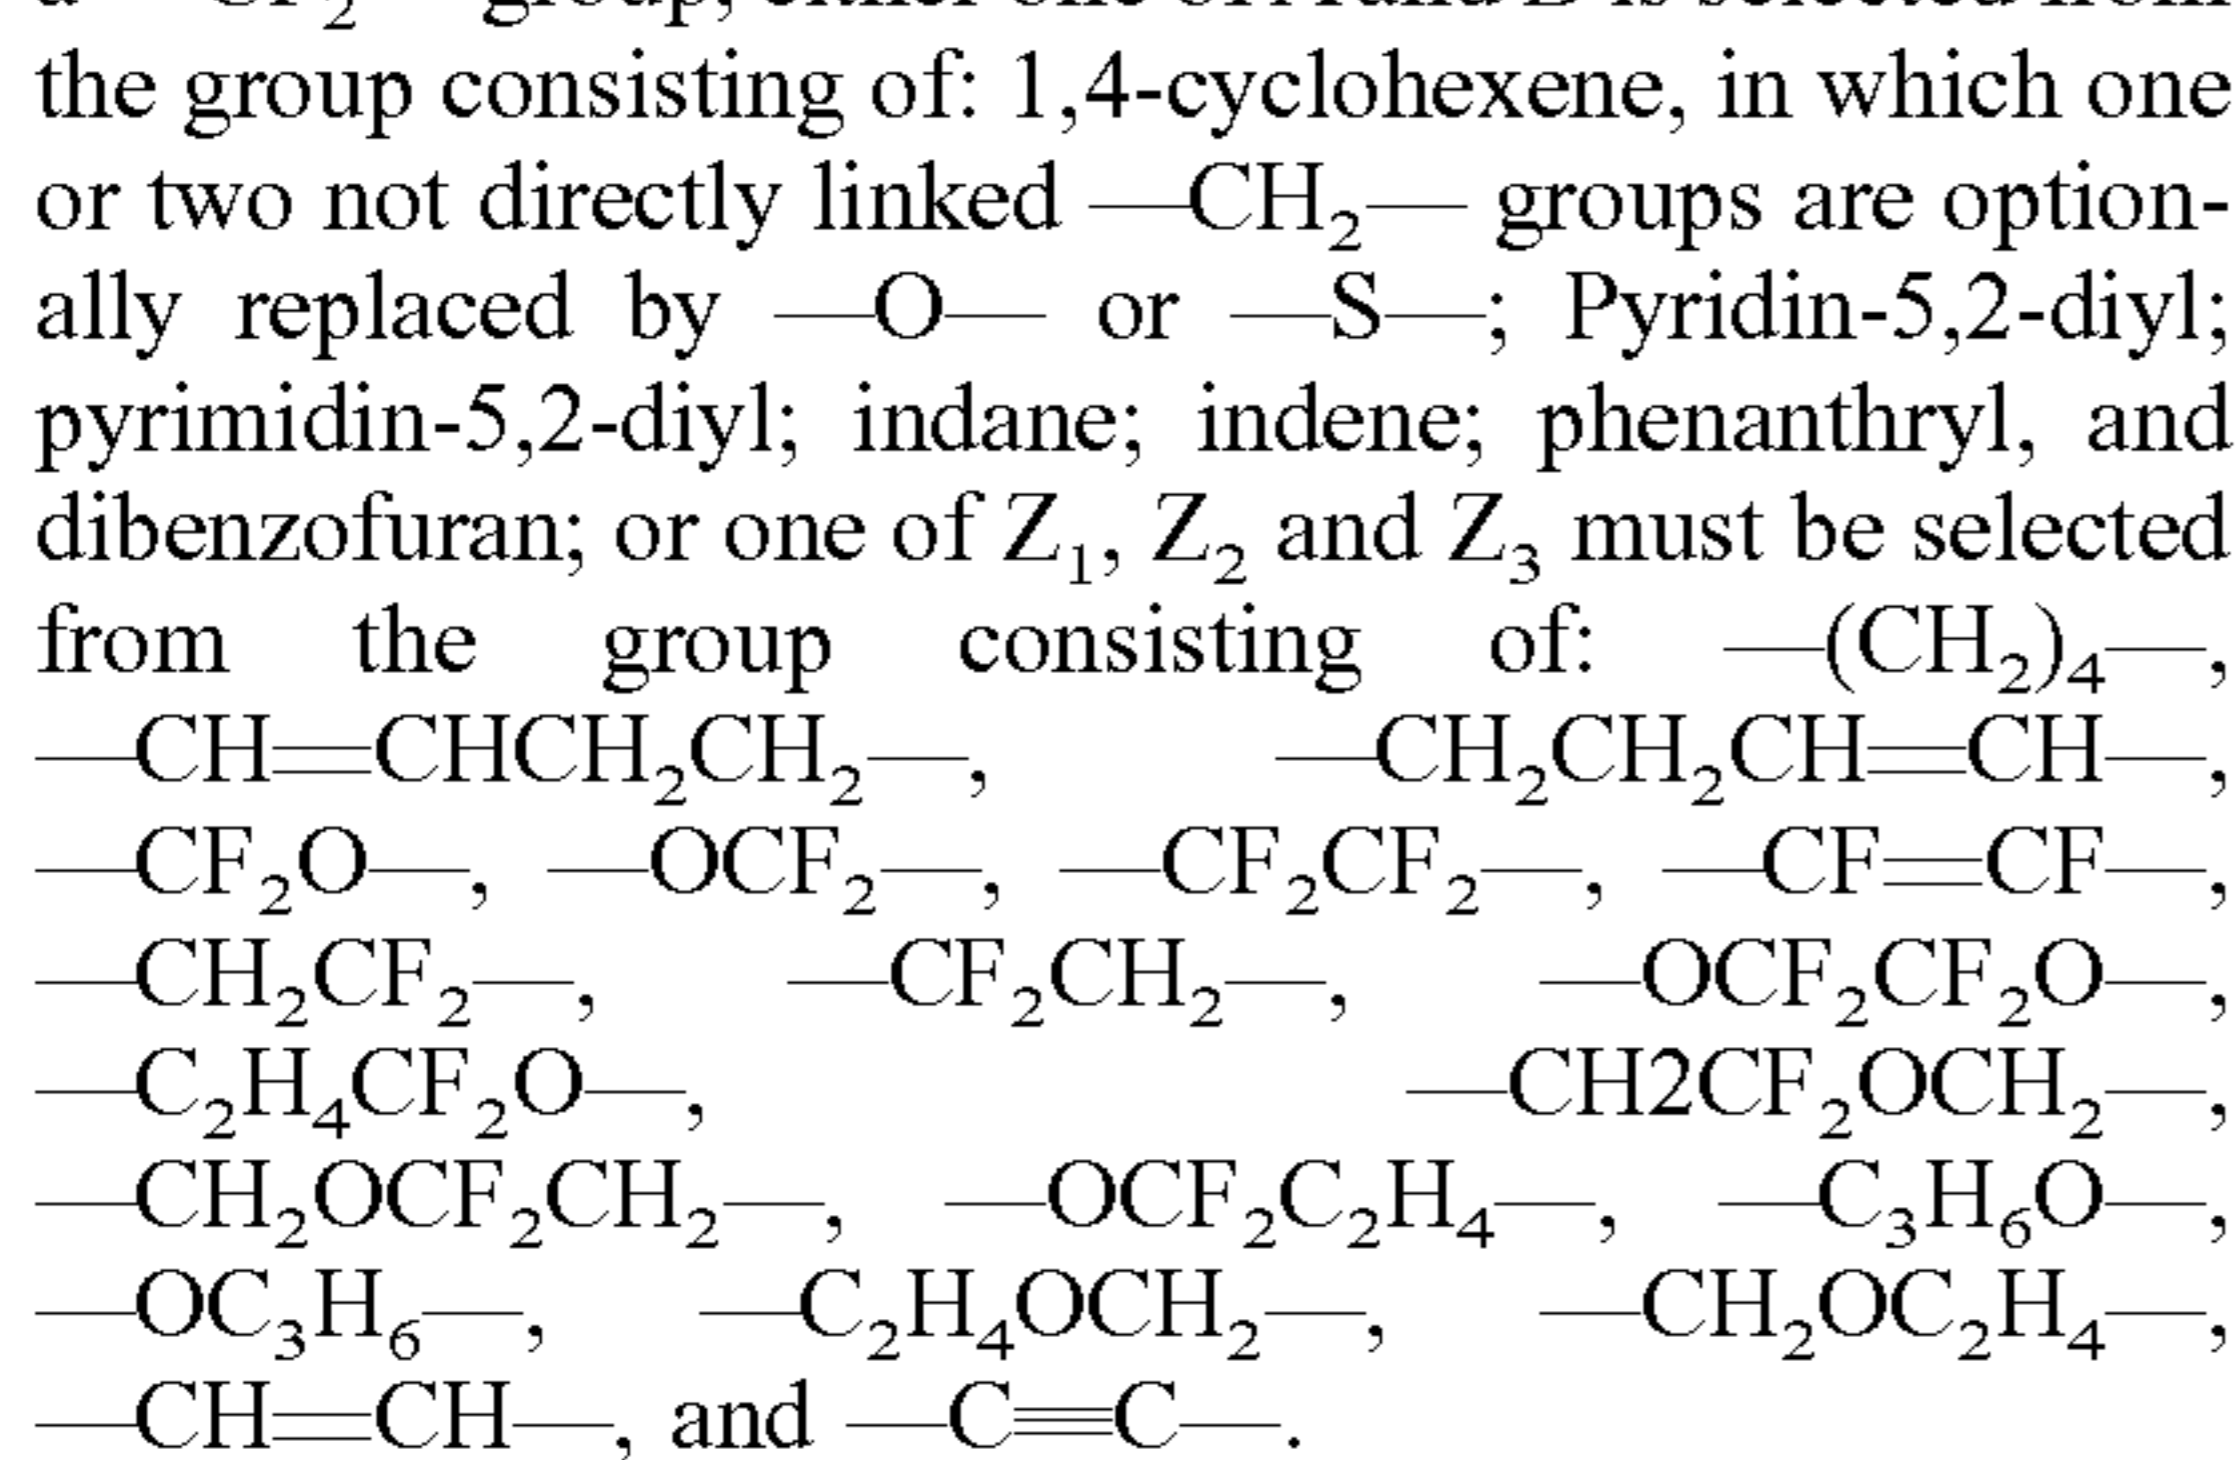 the group consisting of: 1,4-cyclohexene, in which one
or two not directly linked —CH₂— groups are option-
ally replaced by —O— or —S—; Pyridin-5,2-diyl;
pyrimidin-5,2-diyl; indane; indene; phenanthryl, and
dibenzofuran; or one of Z₁, Z₂ and Z₃ must be selected
from the group consisting of: —(CH₂)₄—,
—CH=CHCH₂CH₂—, —CH₂CH₂CH=CH—,
—CF₂O—, —OCF₂—, —CF₂CF₂—, —CF=CF—,
—CH₂CF₂—, —CF₂CH₂—, —OCF₂CF₂O—,
—C₂H₄CF₂O—, —CH2CF₂OCH₂—,
—CH₂OCF₂CH₂—, —OCF₂C₂H₄—, —C₃H₆O—,
—OC₃H₆—, —C₂H₄OCH₂—, —CH₂OC₂H₄—,
—CH=CH—, and —C≡C—.